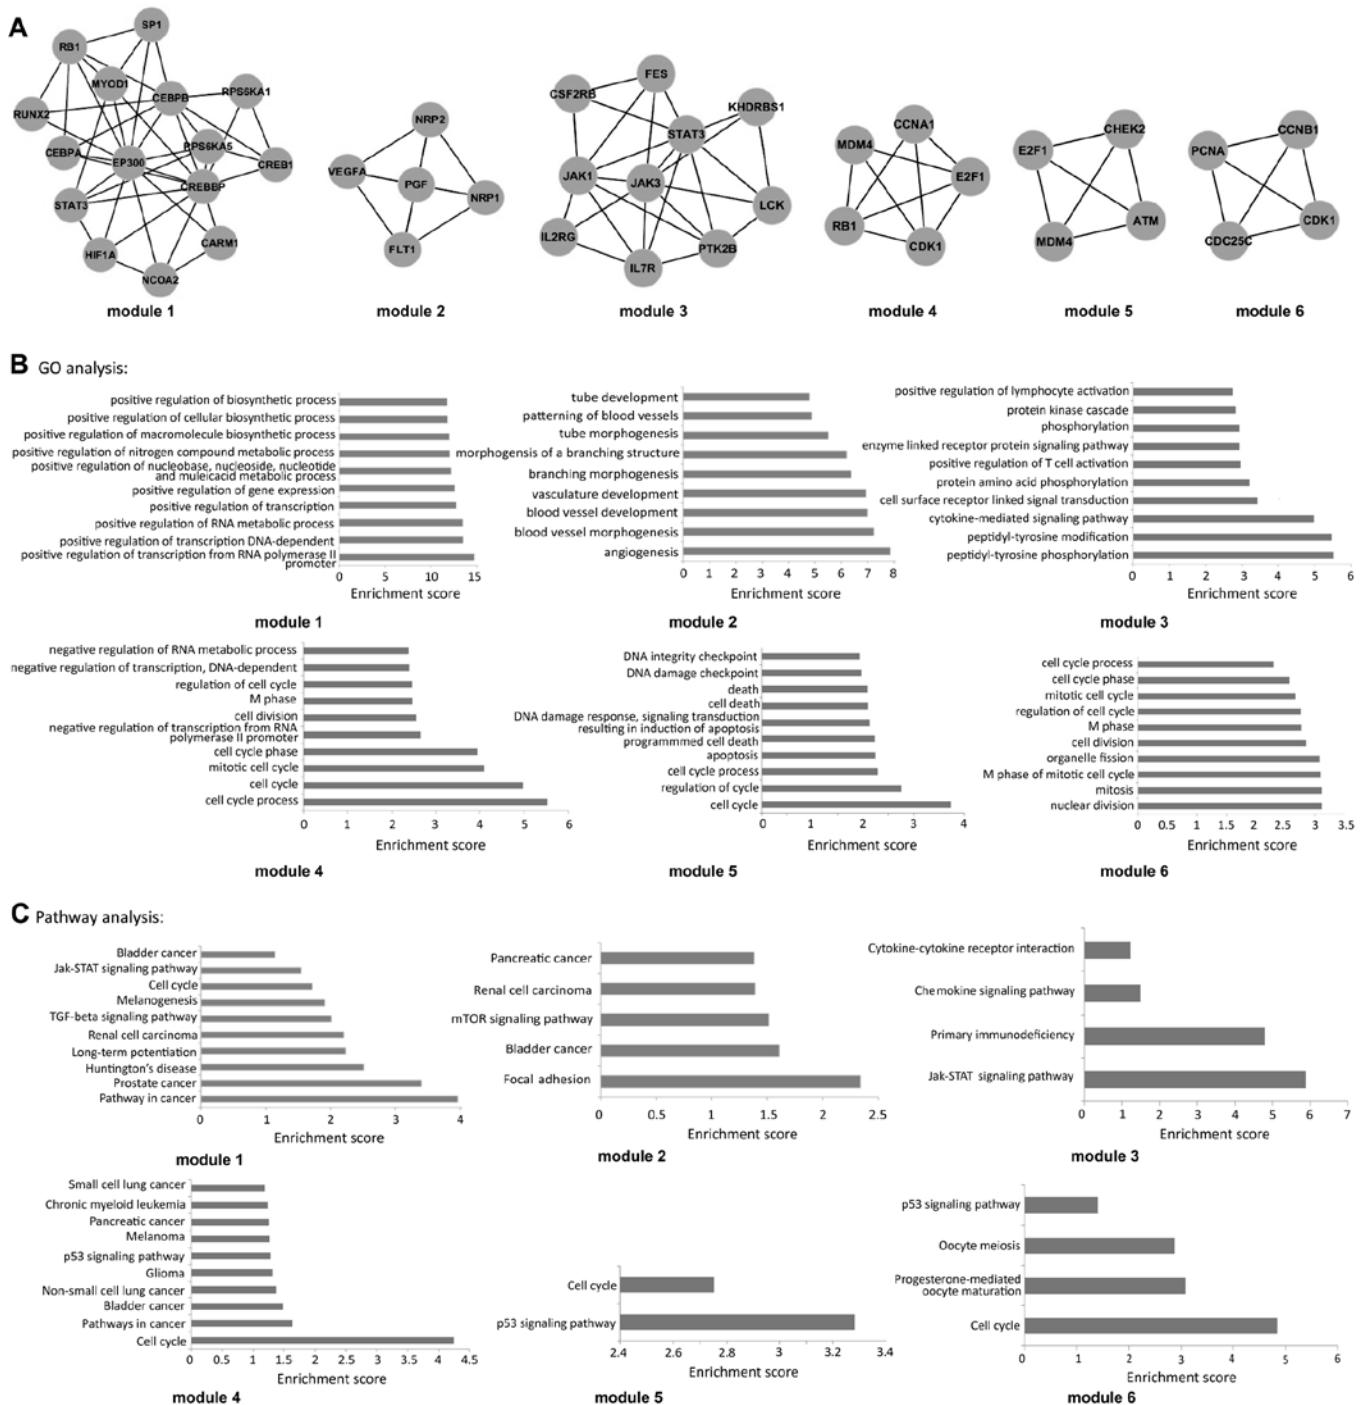 A
SP1
RB1
MYOD1
CEBPB
RPS6KA1
RUNX2
CEBPA
RPS6KA5
EP300
CREB1
CREBBP
STAT3
CARM1
HIF1A
NCOA2
module 1
NRP2
VEGFA
PGF
NRP1
FLT1
module 2
FES
CSF2RB
KHDRBS1
STAT3
JAK1
JAK3
LCK
IL2RG
PTK2B
IL7R
module 3
CCNA1
MDM4
E2F1
RB1
CDK1
module 4
CHEK2
E2F1
ATM
MDM4
module 5
CCNB1
PCNA
CDK1
CDC25C
module 6
B GO analysis:
positive regulation of biosynthetic process
positive regulation of cellular biosynthetic process
positive regulation of macromolecule biosynthetic process
positive regulation of nitrogen compound metabolic process
positive regulation of nucleobase, nucleoside, nucleotide
and muleicacid metabolic process
positive regulation of gene expression
positive regulation of transcription
positive regulation of RNA metabolic process
positive regulation of transcription DNA-dependent
positive regulation of transcription from RNA polymerase II
promoter
0 5 10 15
Enrichment score
module 1
tube development
patterning of blood vessels
tube morphogenesis
morphogensis of a branching structure
branching morphogenesis
vasculature development
blood vessel development
blood vessel morphogenesis
angiogenesis
0 1 2 3 4 5 6 7 8
Enrichment score
module 2
positive regulation of lymphocyte activation
protein kinase cascade
phosphorylation
enzyme linked receptor protein signaling pathway
positive regulation of T cell activation
protein amino acid phosphorylation
cell surface receptor linked signal transduction
cytokine-mediated signaling pathway
peptidyl-tyrosine modification
peptidyl-tyrosine phosphorylation
0 1 2 3 4 5 6
Enrichment score
module 3
negative regulation of RNA metabolic process
negative regulation of transcription, DNA-dependent
regulation of cell cycle
M phase
cell division
negative regulation of transcription from RNA
polymerase II promoter
cell cycle phase
mitotic cell cycle
cell cycle
cell cycle process
0 1 2 3 4 5 6
Enrichment score
module 4
DNA integrity checkpoint
DNA damage checkpoint
death
cell death
DNA damage response, signaling transduction
resulting in induction of apoptosis
programmmed cell death
apoptosis
cell cycle process
regulation of cycle
cell cycle
0 1 2 3 4
Enrichment score
module 5
cell cycle process
cell cycle phase
mitotic cell cycle
regulation of cell cycle
M phase
cell division
organelle fission
M phase of mitotic cell cycle
mitosis
nuclear division
0 0.5 1 1.5 2 2.5 3 3.5
Enrichment score
module 6
C Pathway analysis:
Bladder cancer
Jak-STAT signaling pathway
Cell cycle
Melanogenesis
TGF-beta signaling pathway
Renal cell carcinoma
Long-term potentiation
Huntington's disease
Prostate cancer
Pathway in cancer
0 1 2 3 4
Enrichment score
module 1
Pancreatic cancer
Renal cell carcinoma
mTOR signaling pathway
Bladder cancer
Focal adhesion
0 0.5 1 1.5 2 2.5
Enrichment score
module 2
Cytokine-cytokine receptor interaction
Chemokine signaling pathway
Primary immunodeficiency
Jak-STAT signaling pathway
0 1 2 3 4 5 6 7
Enrichment score
module 3
Small cell lung cancer
Chronic myeloid leukemia
Pancreatic cancer
Melanoma
p53 signaling pathway
Glioma
Non-small cell lung cancer
Bladder cancer
Pathways in cancer
Cell cycle
0 0.5 1 1.5 2 2.5 3 3.5 4 4.5
Enrichment score
module 4
Cell cycle
p53 signaling pathway
2.4 2.6 2.8 3 3.2 3.4
Enrichment score
module 5
p53 signaling pathway
Oocyte meiosis
Progesterone-mediated
oocyte maturation
Cell cycle
0 1 2 3 4 5 6
Enrichment score
module 6